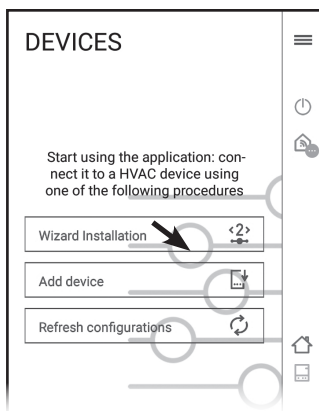 DEVICES
Start using the application: con-
nect it to a HVAC device using
one of the following procedures
Wizard Installation
<2>
Add device
Refresh configurations